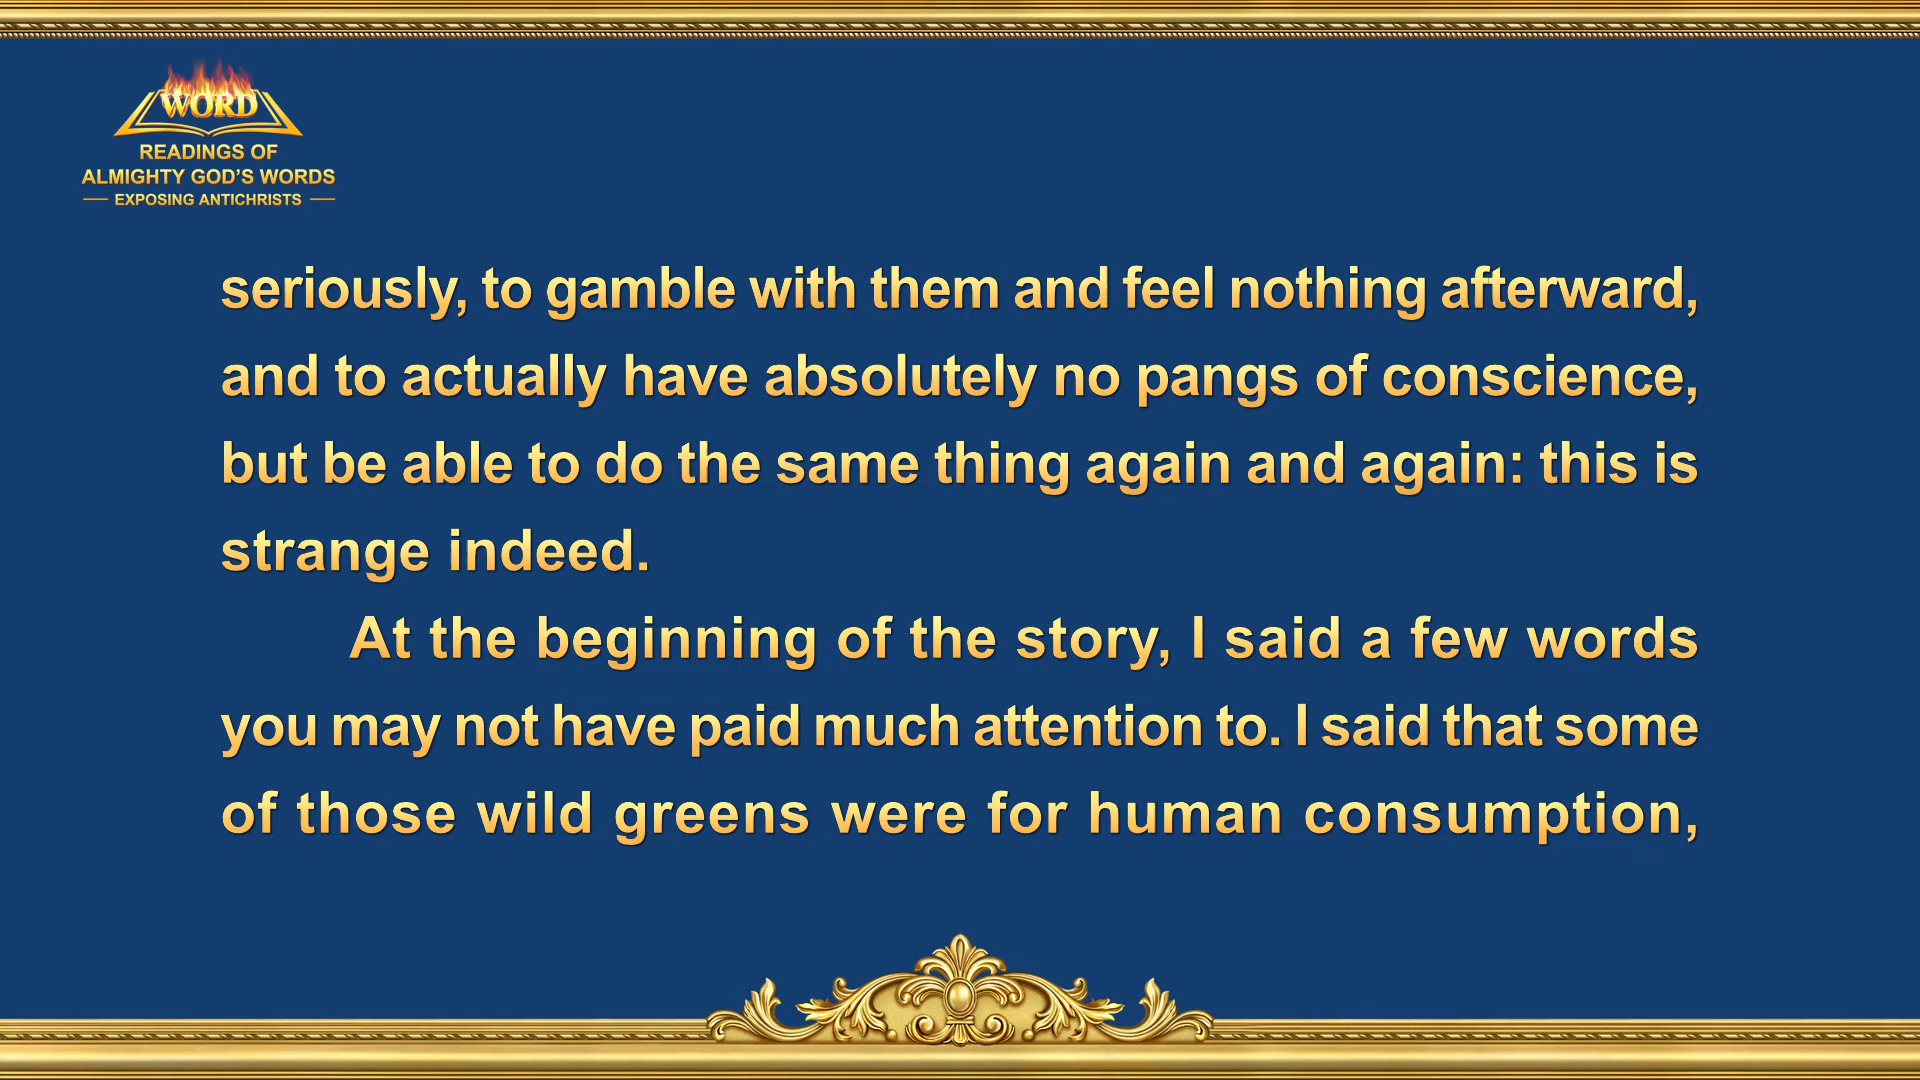 WORD
READINGS OF
ALMIGHTY GOD'S WORDS
EXPOSING ANTICHRISTS
seriously, to gamble with them and feel nothing afterward,
and to actually have absolutely no pangs of conscience,
but be able to do the same thing again and again: this is
strange indeed.
At the beginning of the story, I said a few words
you may not have paid much attention to. I said that some
of those wild greens were for human consumption,